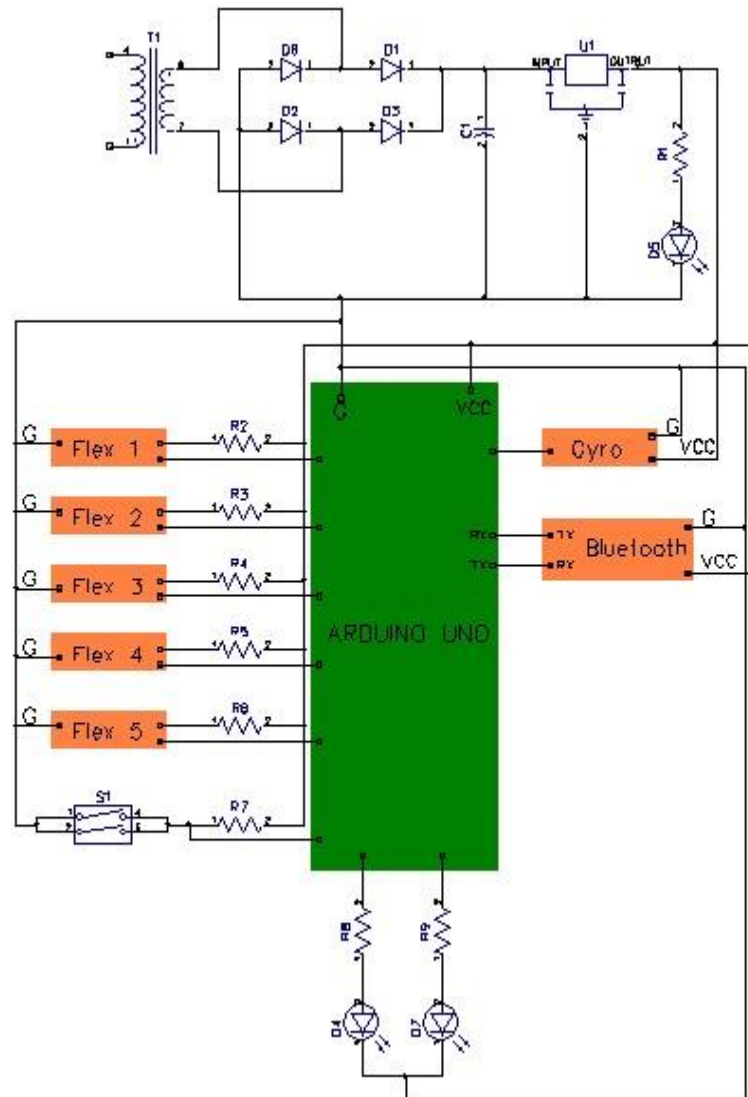 T1
D8 D1
U1
INPUT OUTPUT
D2 D3
C1
R1
D5
G VCC
G Flex 1 R2
Gyro G VCC
G Flex 2 R3
RX TX
TX RX
Bluetooth G VCC
G Flex 3 R4
ARDUINO UNO
G Flex 4 R5
G Flex 5 R6
S1 R7
R8 R9
D4 D7